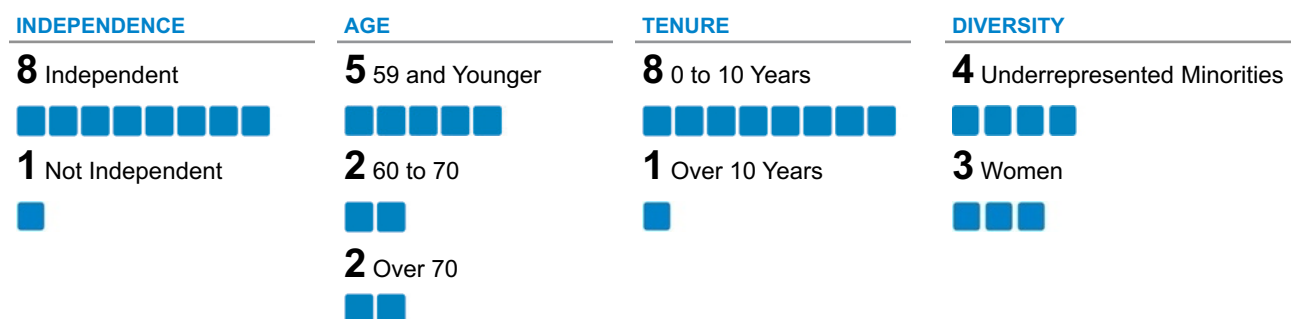 INDEPENDENCE
8 Independent
1 Not Independent
AGE
5 59 and Younger
2 60 to 70
2 Over 70
TENURE
8 0 to 10 Years
1 Over 10 Years
DIVERSITY
4 Underrepresented Minorities
3 Women